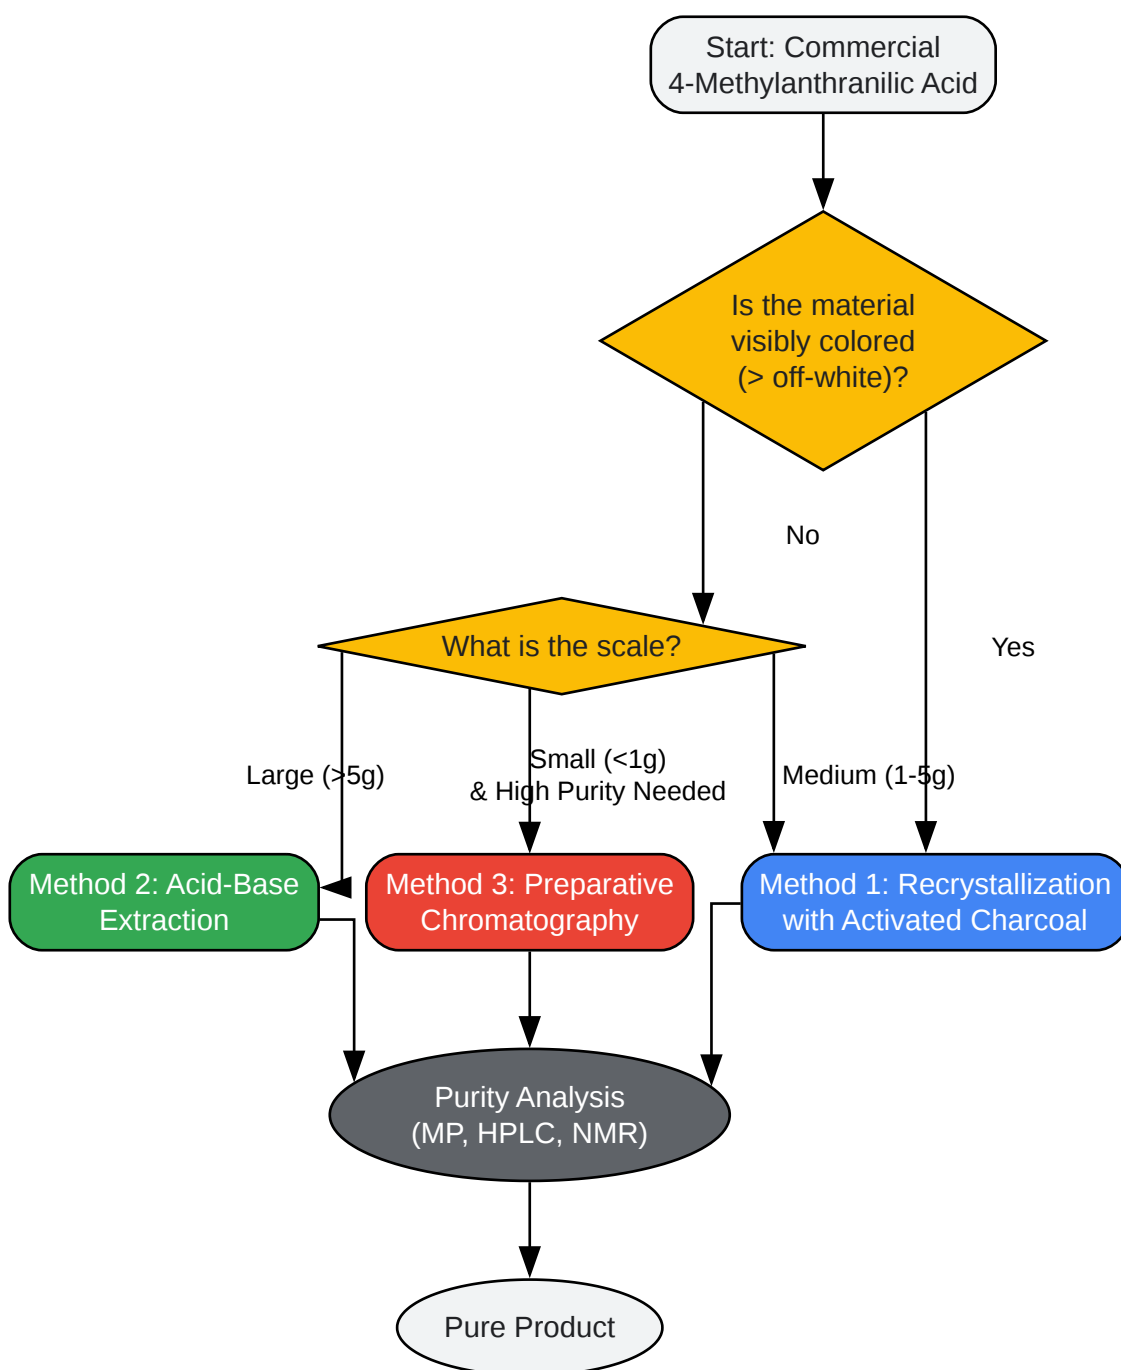 Start: Commercial
4-Methylanthranilic Acid
Is the material
visibly colored
(> off-white)?
No
Yes
What is the scale?
Large (>5g)
Small (<1g)
& High Purity Needed
Medium (1-5g)
Method 2: Acid-Base
Extraction
Method 3: Preparative
Chromatography
Method 1: Recrystallization
with Activated Charcoal
Purity Analysis
(MP, HPLC, NMR)
Pure Product